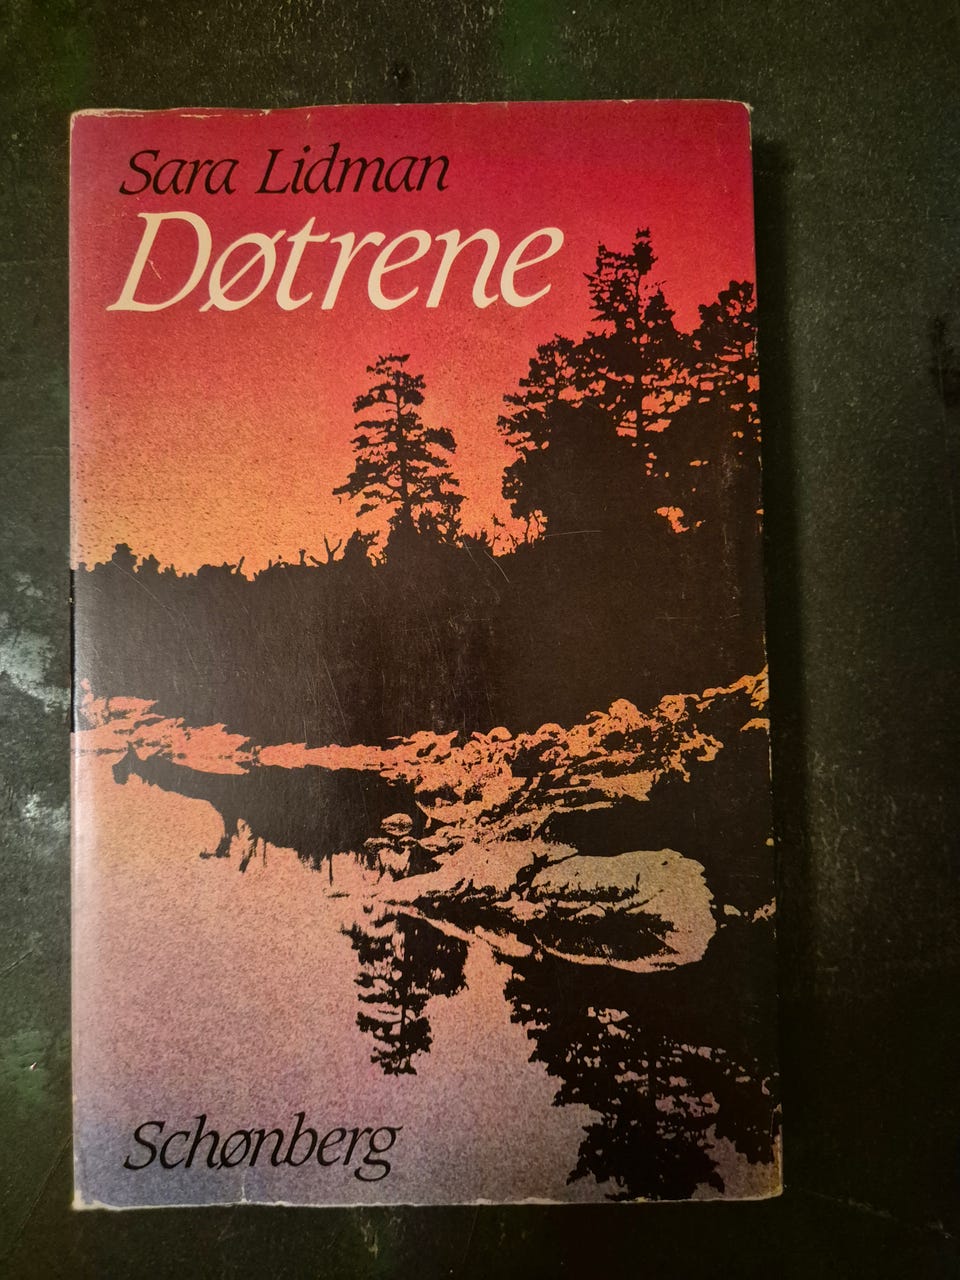 Sara Lidman
Døtrene
Schønberg